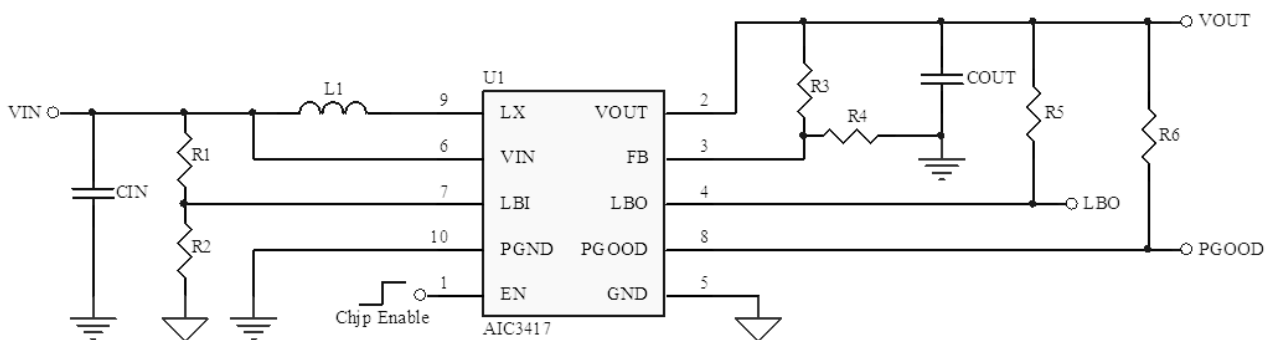 VOUT
U1
L1
R3
COUT
VIN
9
LX
VOUT
2
R4
R5
R6
R1
6
VIN
FB
3
CIN
7
LBI
LBO
4
LBO
R2
10
PGND
PGOOD
8
PGOOD
1
EN
GND
5
Chjp Enable
AIC3417